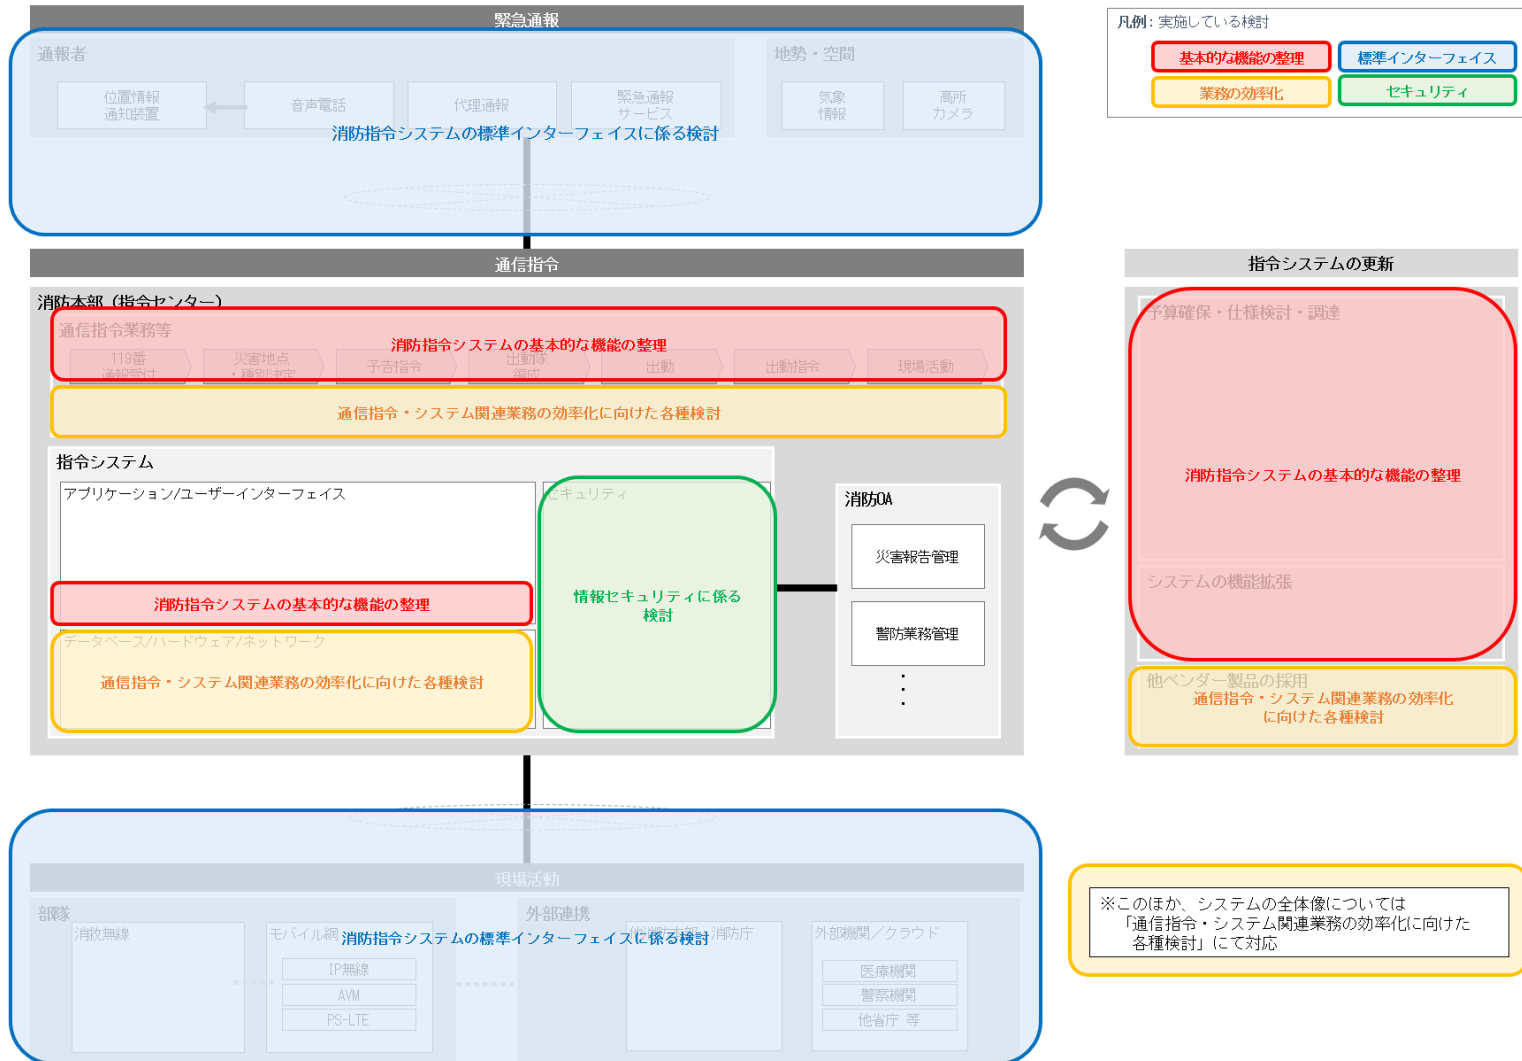 緊急通報
凡例：実施している検討
基本的な機能の整理
標準インターフェイス
業務の効率化
セキュリティ
通報者
地勢・空間
位置情報
通知装置
音声電話
代理通報
緊急通報
サービス
気象
情報
高所
カメラ
消防指令システムの標準インターフェイスに係る検討
通信指令
指令システムの更新
消防本部（指令センター）
通信指令業務等
消防指令システムの基本的な機能の整理
119番
通報受付
災害地点
・種別決定
予告指令
出動隊
編成
出動
出動指令
現場活動
通信指令・システム関連業務の効率化に向けた各種検討
指令システム
アプリケーション/ユーザーインターフェイス
セキュリティ
消防指令システムの基本的な機能の整理
データベース/ハードウェア/ネットワーク
通信指令・システム関連業務の効率化に向けた各種検討
情報セキュリティに係る
検討
消防OA
災害報告管理
警防業務管理
・
・
・
予算確保・仕様検討・調達
消防指令システムの基本的な機能の整理
システムの機能拡張
他ベンダー製品の採用
通信指令・システム関連業務の効率化
に向けた各種検討
現場活動
部隊
外部連携
消救無線
モバイル網
他消防本部・消防庁
外部機関／クラウド
消防指令システムの標準インターフェイスに係る検討
IP無線
AVM
PS-LTE
医療機関
警察機関
他省庁 等
※このほか、システムの全体像については
「通信指令・システム関連業務の効率化に向けた
各種検討」にて対応